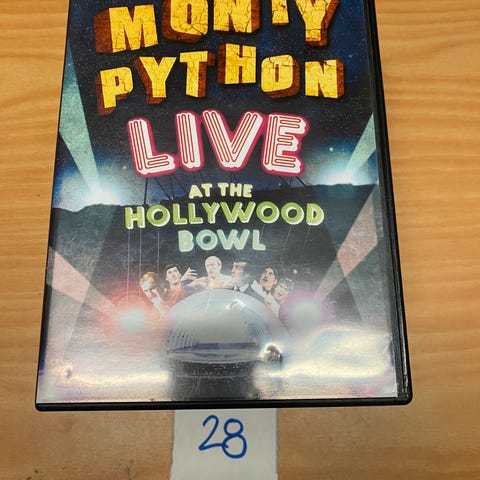 MONTY
PYTHON
LIVE
AT THE
HOLLYWOOD
BOWL
28